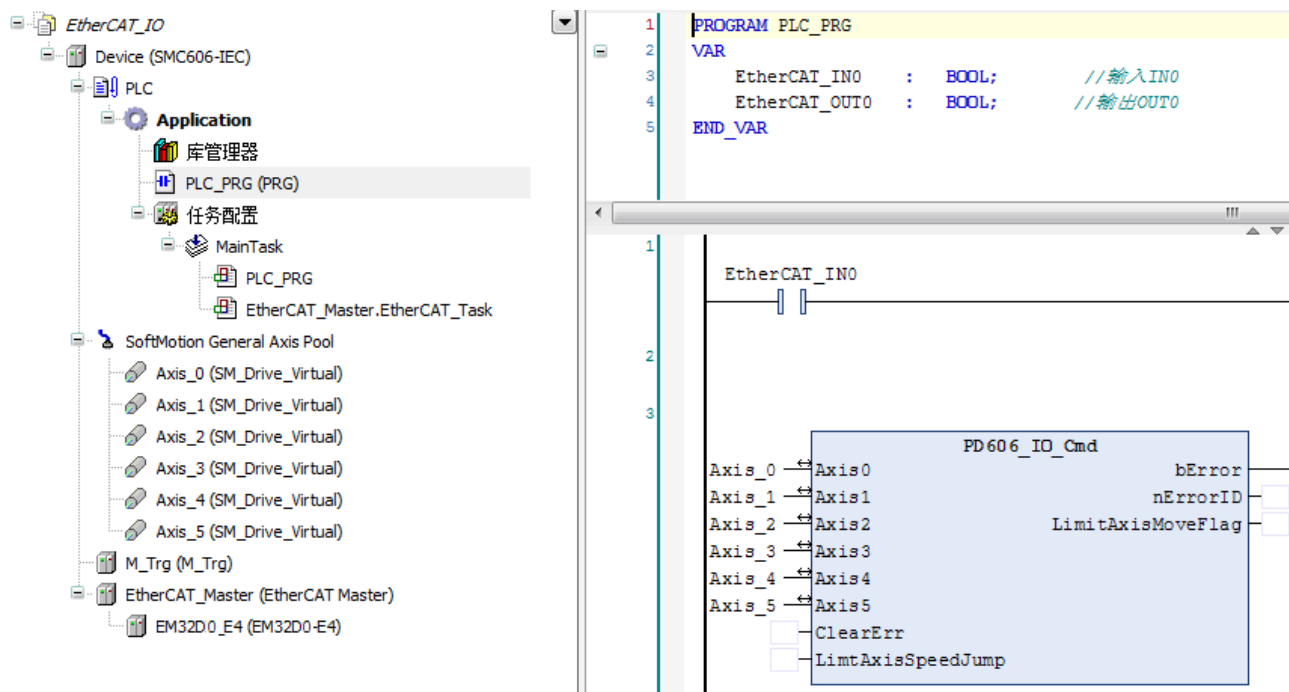 EtherCAT_IO
Device (SMC606-IEC)
PLC
Application
库管理器
PLC_PRG (PRG)
任务配置
MainTask
PLC_PRG
EtherCAT_Master.EtherCAT_Task
SoftMotion General Axis Pool
Axis_0 (SM_Drive_Virtual)
Axis_1 (SM_Drive_Virtual)
Axis_2 (SM_Drive_Virtual)
Axis_3 (SM_Drive_Virtual)
Axis_4 (SM_Drive_Virtual)
Axis_5 (SM_Drive_Virtual)
M_Trg (M_Trg)
EtherCAT_Master (EtherCAT Master)
EM32D0_E4 (EM32D0-E4)
1 PROGRAM PLC_PRG
2 VAR
3 EtherCAT_IN0 : BOOL; //输入IN0
4 EtherCAT_OUT0 : BOOL; //输出OUT0
5 END_VAR
1
EtherCAT_IN0
2
3
PD606_IO_Cmd
Axis_0 Axis0 bError
Axis_1 Axis1 nErrorID
Axis_2 Axis2 LimitAxisMoveFlag
Axis_3 Axis3
Axis_4 Axis4
Axis_5 Axis5
ClearErr
LimtAxisSpeedJump